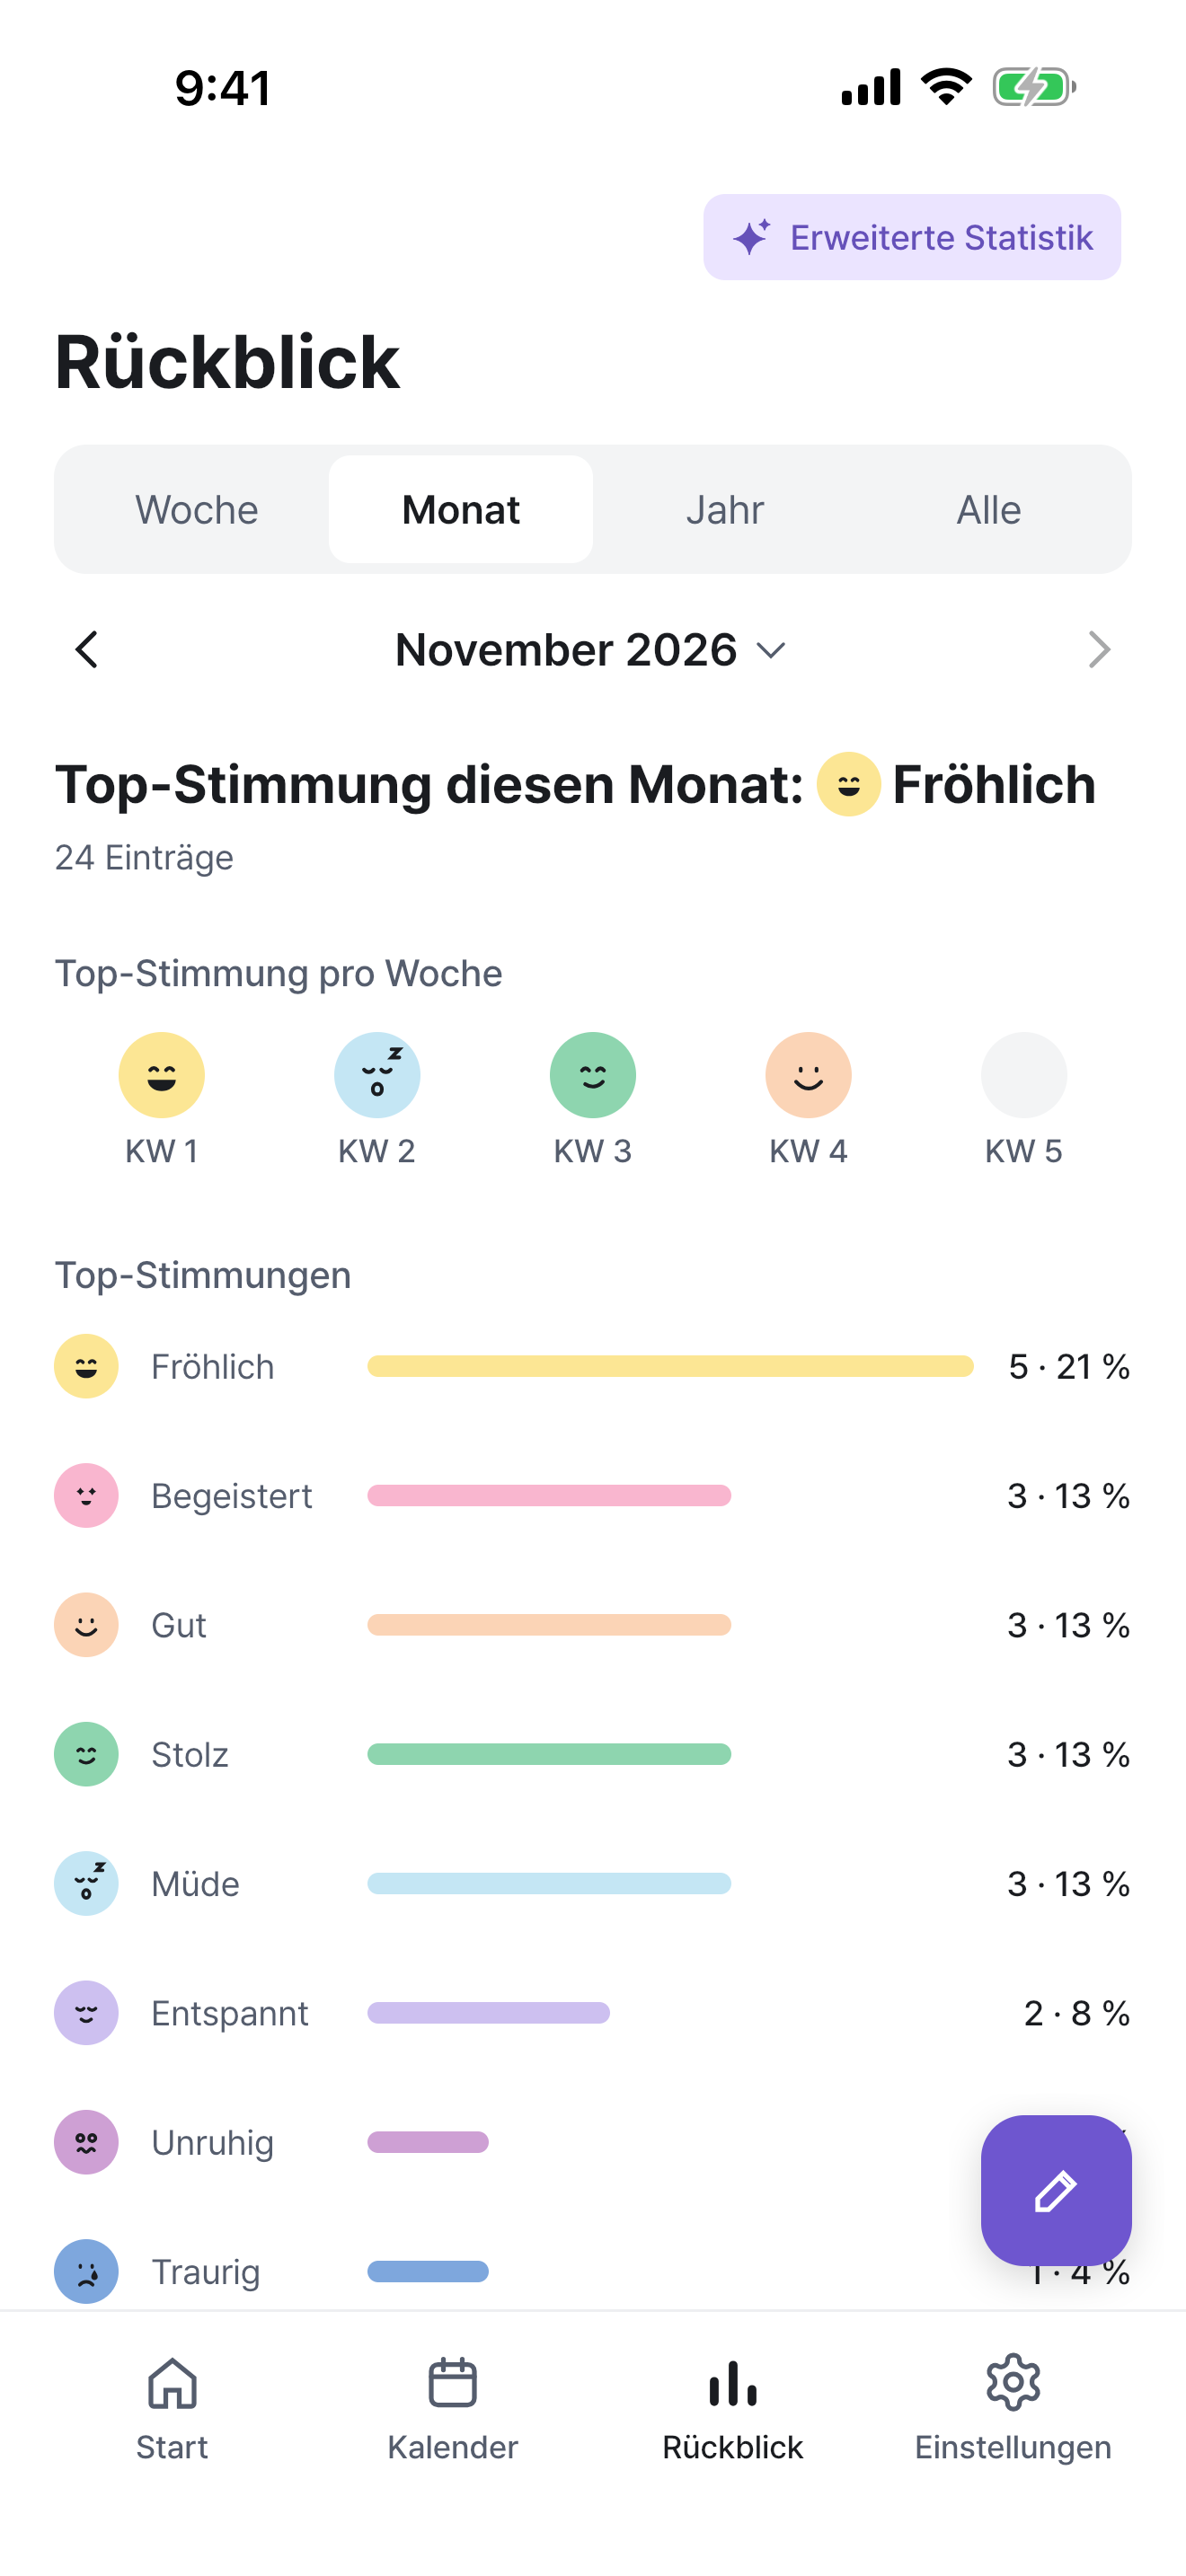 9:41
Erweiterte Statistik
Rückblick
Woche Monat Jahr Alle
November 2026
Top-Stimmung diesen Monat: Fröhlich
24 Einträge
Top-Stimmung pro Woche
KW 1 KW 2 KW 3 KW 4 KW 5
Top-Stimmungen
Fröhlich 5 · 21 %
Begeistert 3 · 13 %
Gut 3 · 13 %
Stolz 3 · 13 %
Müde 3 · 13 %
Entspannt 2 · 8 %
Unruhig
Traurig 1 · 4 %
Start Kalender Rückblick Einstellungen